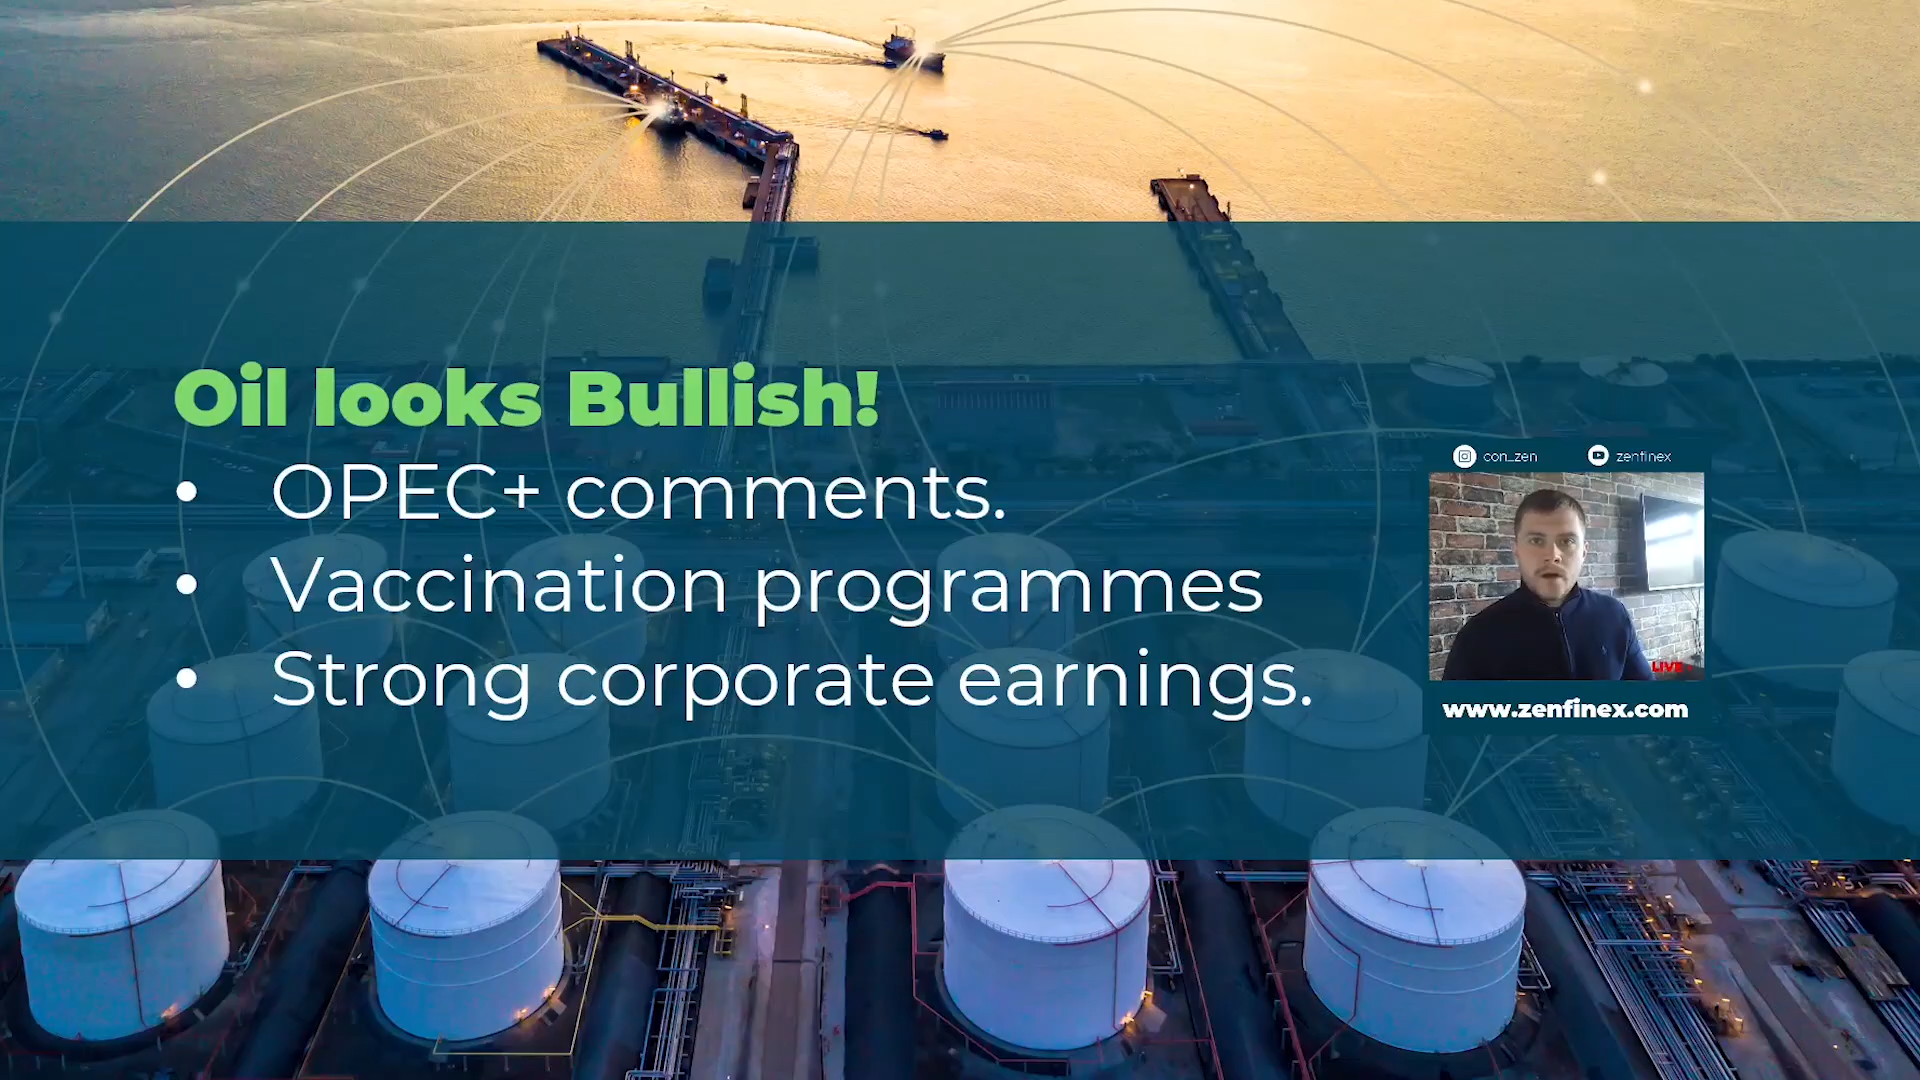 Oil looks Bullish!
• OPEC+ comments.
• Vaccination programmes
• Strong corporate earnings.
con_zen zenfinex
LIVE
www.zenfinex.com